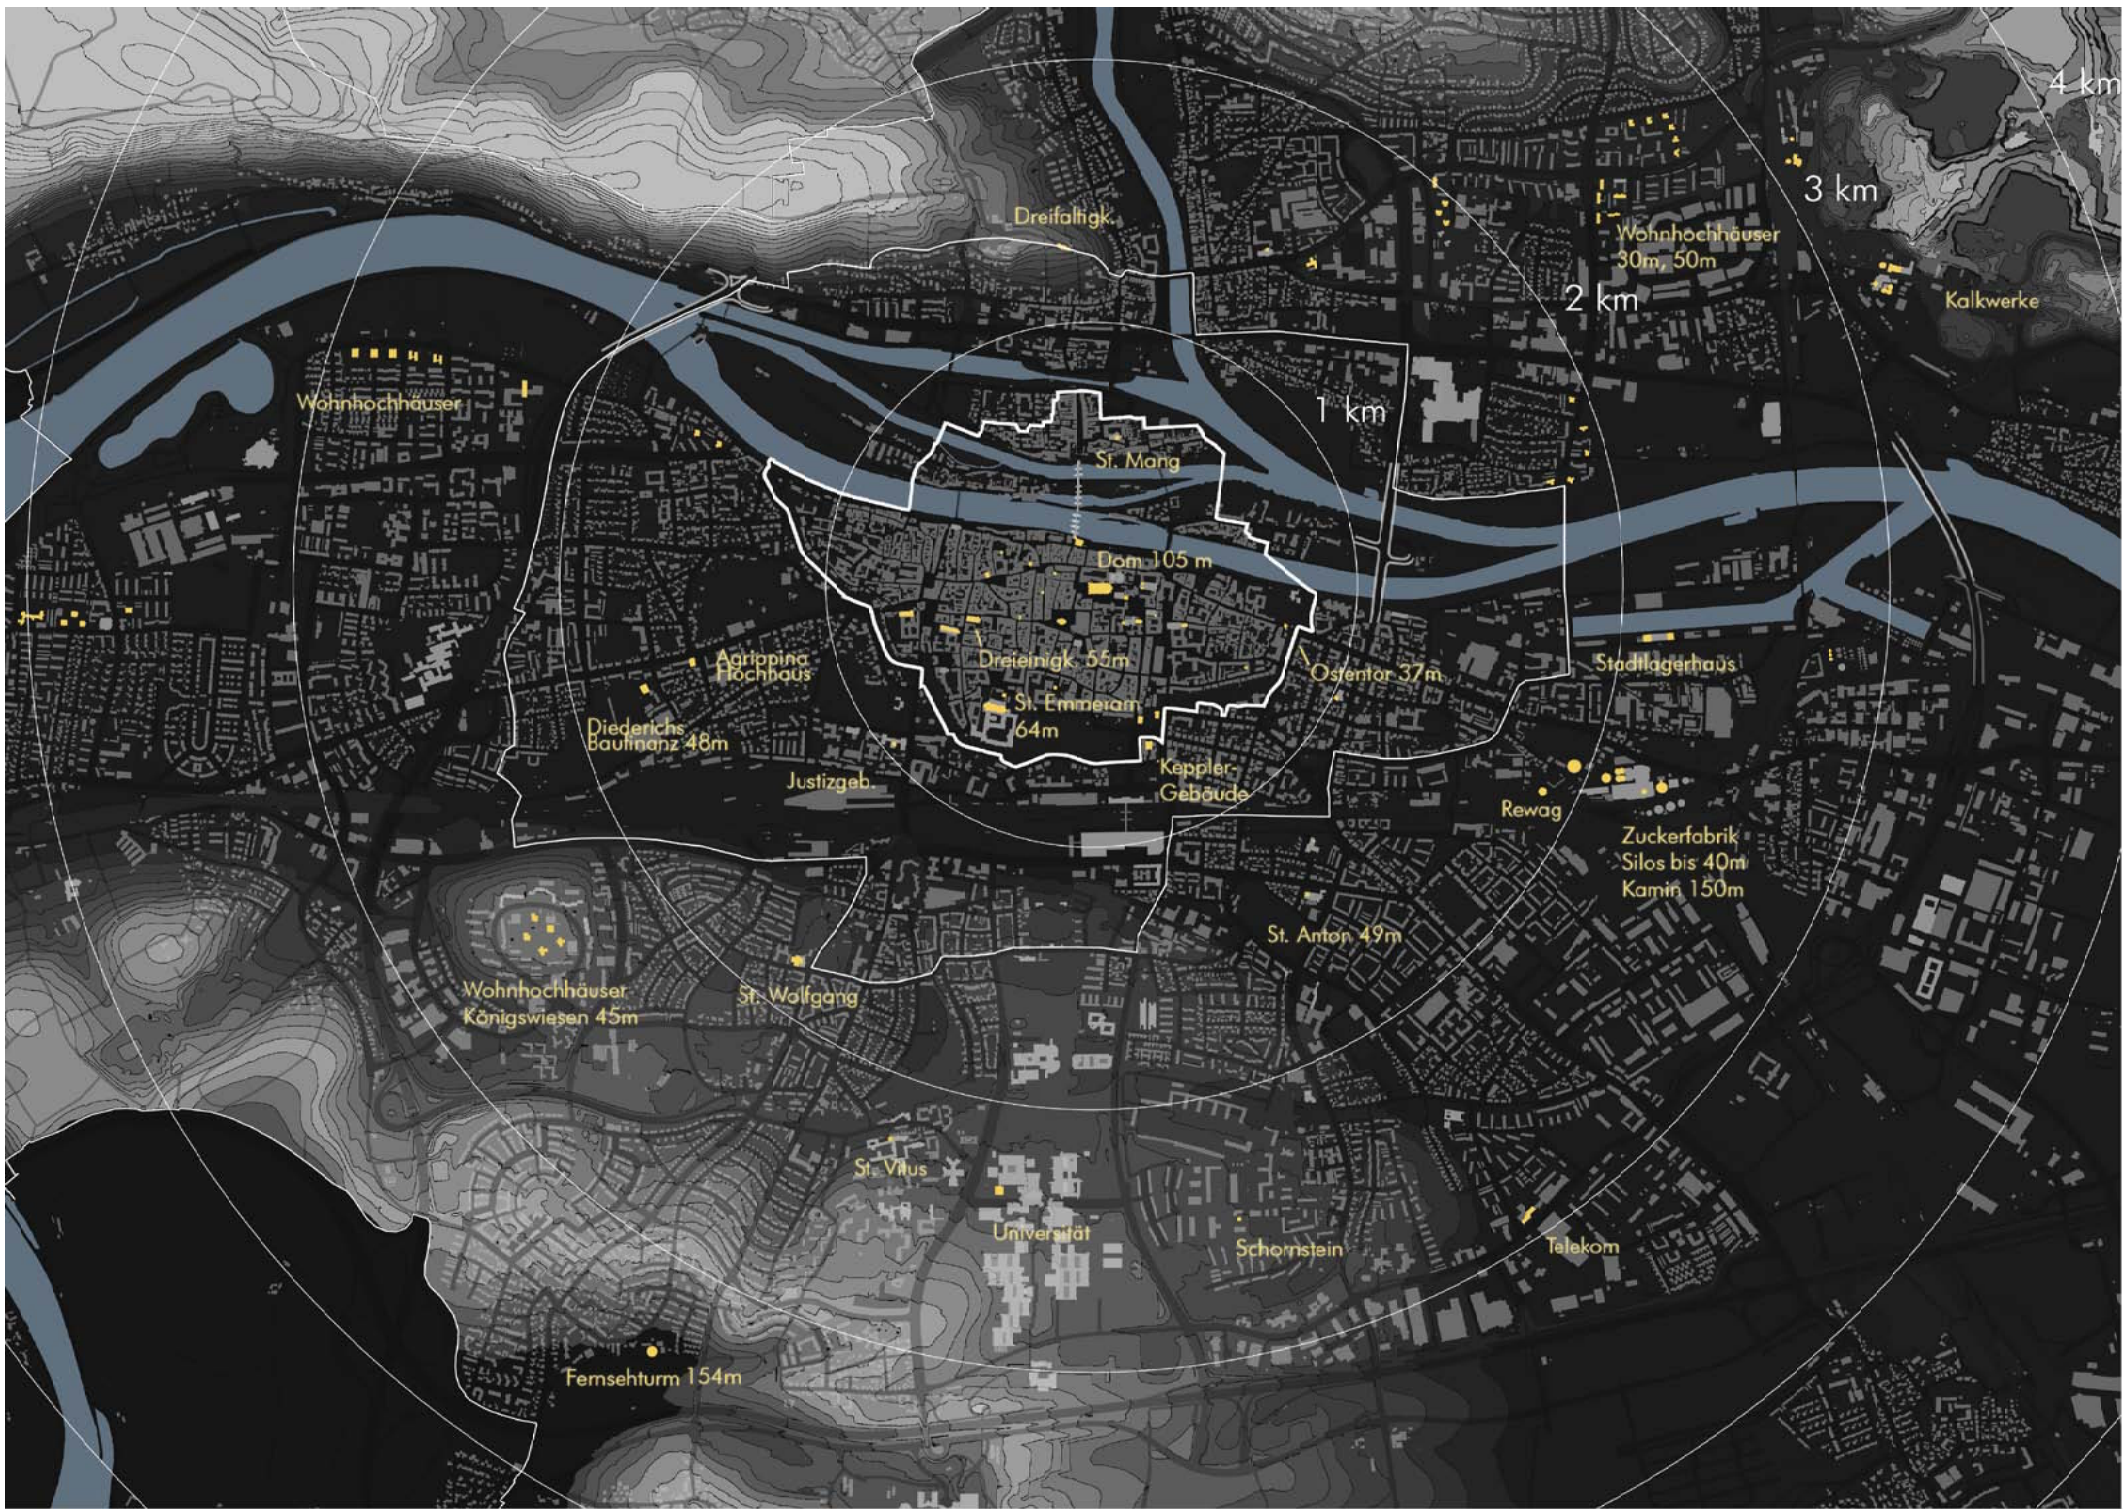 4 km
3 km
Dreifaltigk.
Wohnhochhäuser
30m, 50m
2 km
Kalkwerke
Wohnhochhäuser
1 km
St. Mang
Dom 105 m
Dreieinigk. 55m
Ostentor 37m
Stadtlagerhaus
Agrippina
Hochhaus
St. Emmeram
64m
Diederichs
Baufinanz 48m
Justizgeb.
Keppler-
Gebäude
Rewag
Zuckerfabrik
Silos bis 40m
Kamin 150m
St. Anton 49m
Wohnhochhäuser
Königswiesen 45m
St. Wolfgang
St. Vitus
Universität
Schornstein
Telekom
Fernsehturm 154m